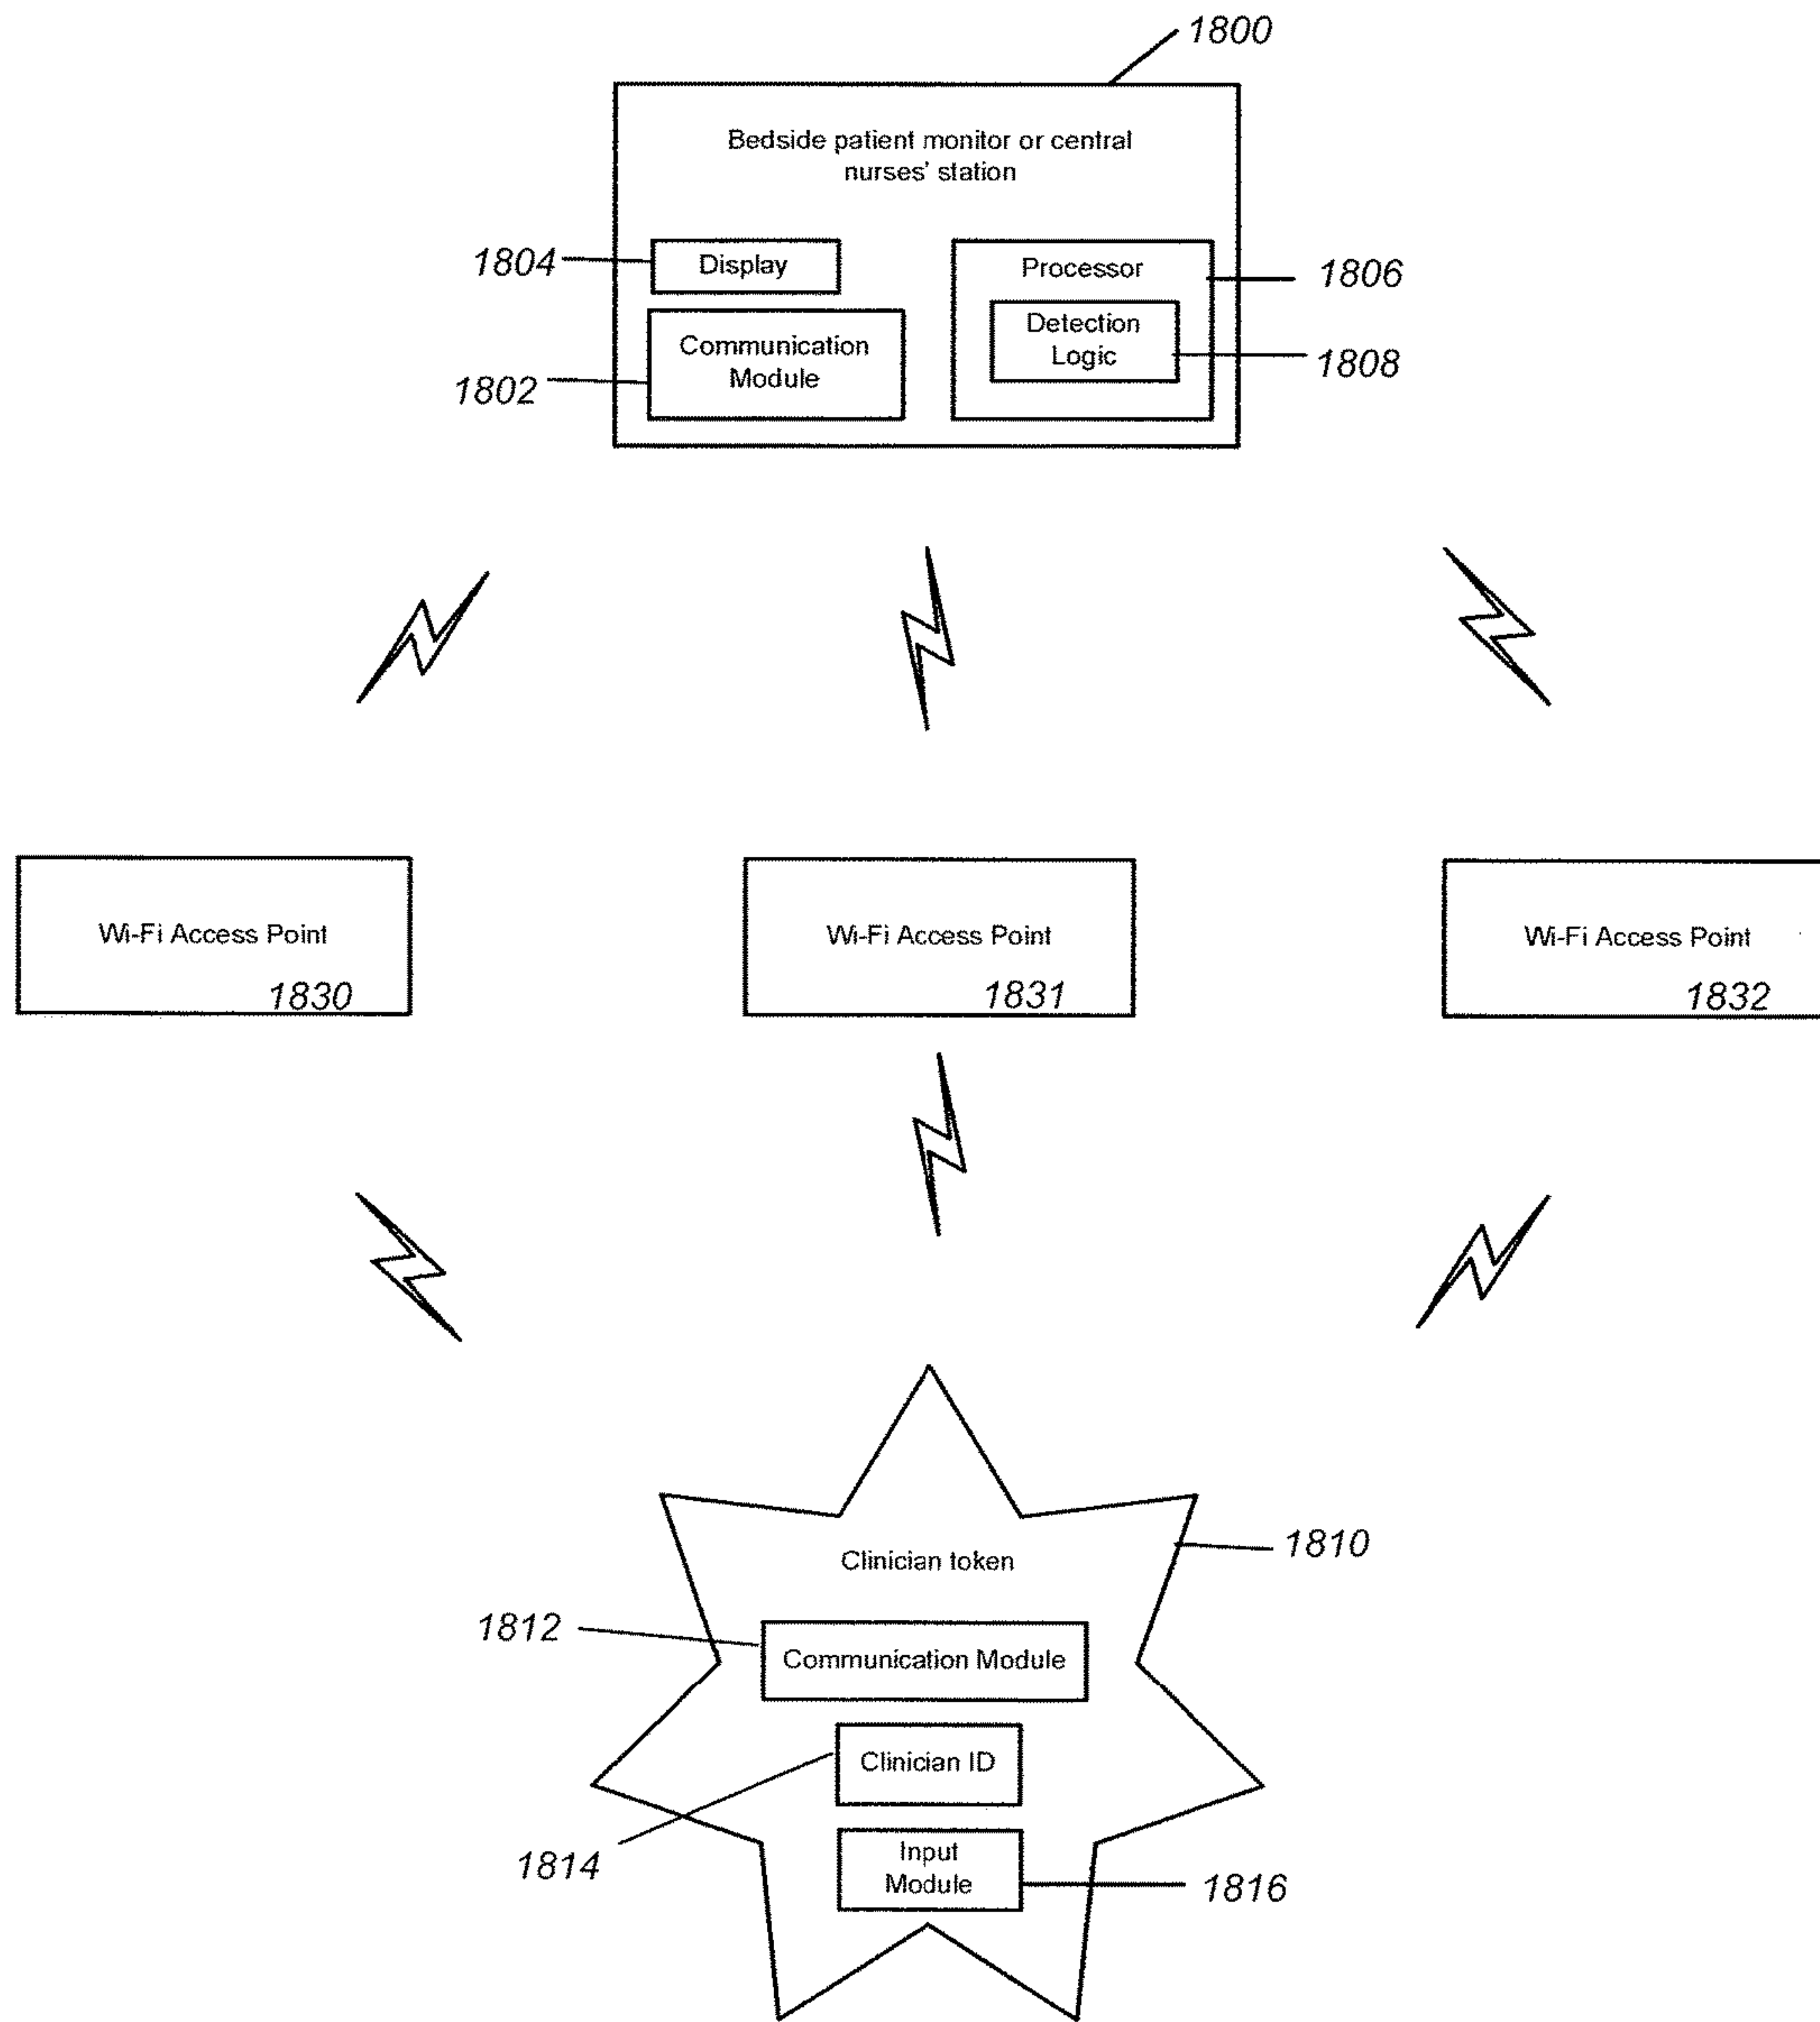 1800
Bedside patient monitor or central
nurses' station
1804
Display
Processor
1806
Detection
Logic
1808
Communication
Module
1802
Wi-Fi Access Point
1830
Wi-Fi Access Point
1831
Wi-Fi Access Point
1832
Clinician token
1810
1812
Communication Module
Clinician ID
1814
Input
Module
1816